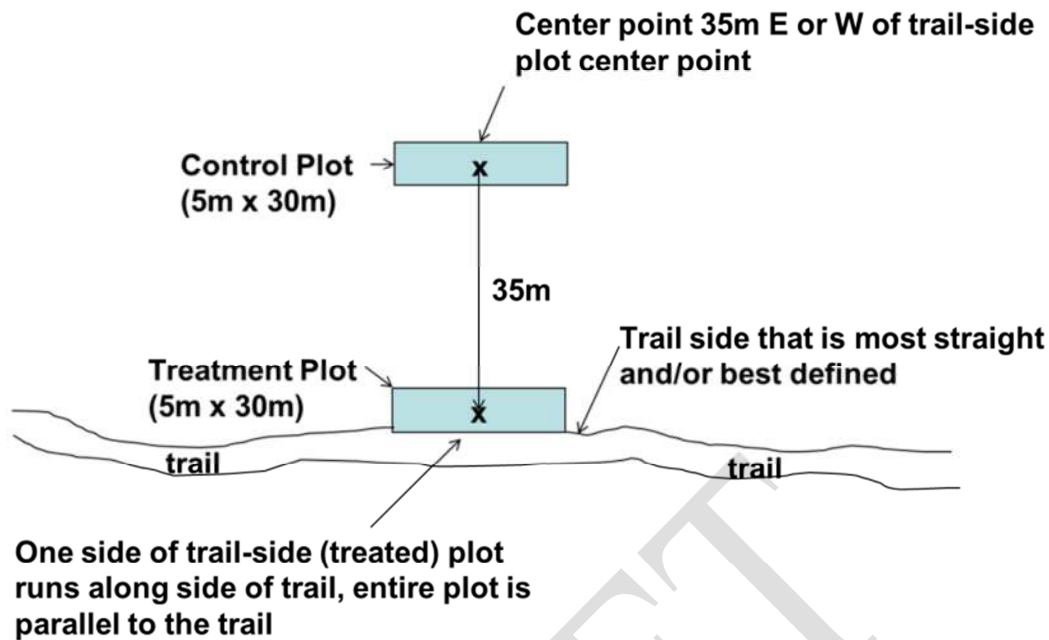 Center point 35m E or W of trail-side
plot center point
Control Plot
(5m x 30m)
x
35m
Trail side that is most straight
and/or best defined
Treatment Plot
(5m x 30m)
x
trail
trail
One side of trail-side (treated) plot
runs along side of trail, entire plot is
parallel to the trail